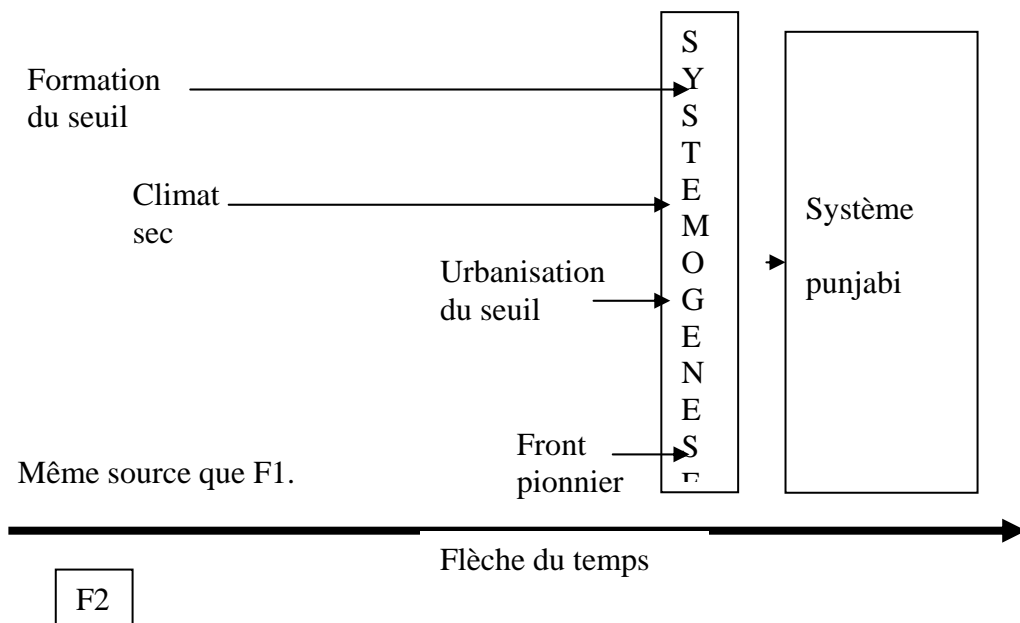 Formation
du seuil
Climat
sec
Urbanisation
du seuil
Front
pionnier
S
Y
S
T
E
M
O
G
E
N
E
S
E
Système
punjabi
Même source que F1.
Flèche du temps
F2